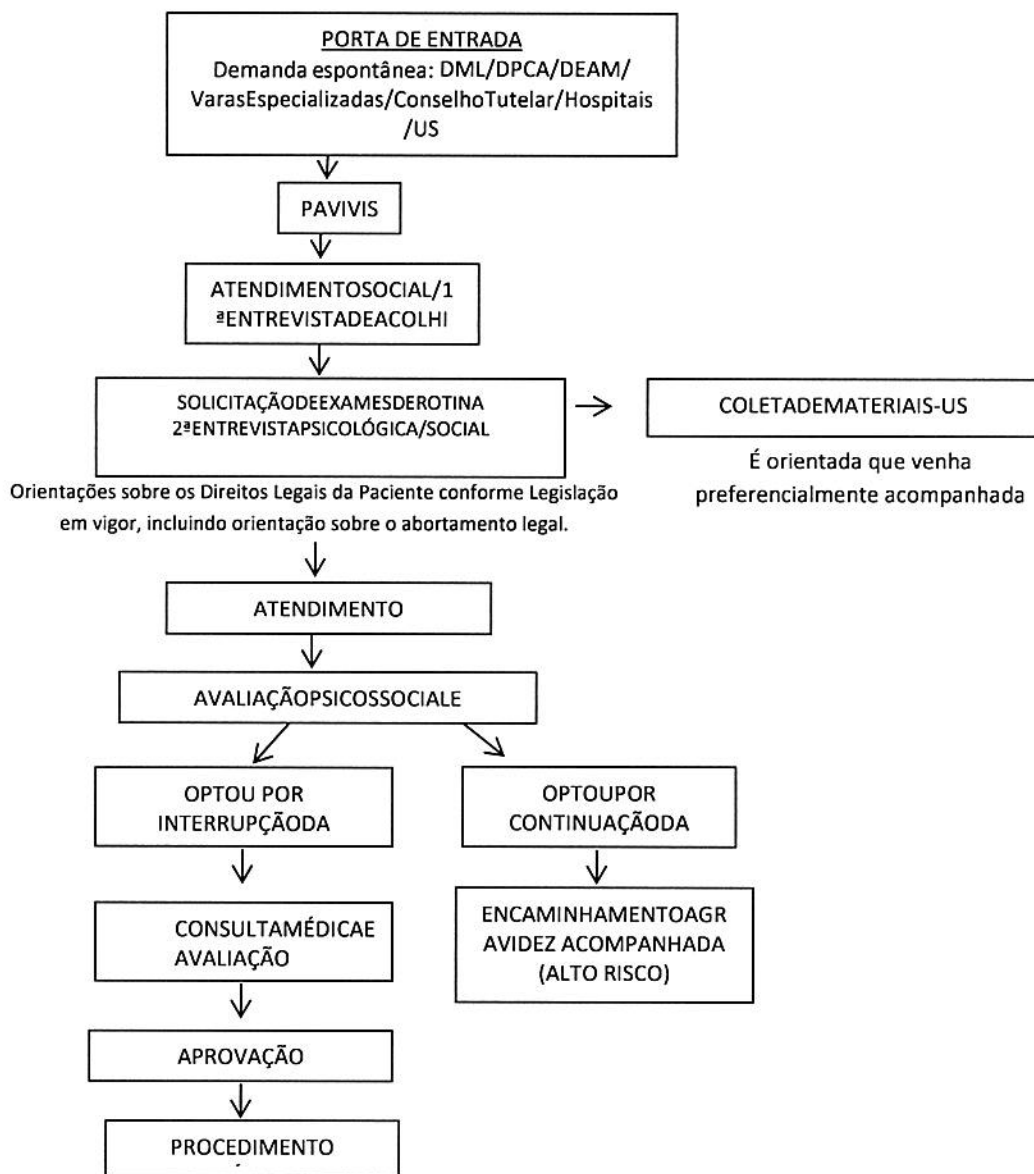 PORTA DE ENTRADA
Demanda espontânea: DML/DPCA/DEAM/
VarasEspecializadas/ConselhoTutelar/Hospitais
/US
PAVIVIS
ATENDIMENTOSOCIAL/1
ªENTREVISTADEACOLHI
SOLICITAÇÃODEEXAMESDEROTINA
2ªENTREVISTAPSICOLÓGICA/SOCIAL
COLETADEMATERIAIS-US
É orientada que venha
preferencialmente acompanhada
Orientações sobre os Direitos Legais da Paciente conforme Legislação
em vigor, incluindo orientação sobre o abortamento legal.
ATENDIMENTO
AVALIAÇÃOPSICOSSOCIALE
OPTOU POR
INTERRUPÇÃODA
OPTOUPOR
CONTINUAÇÃODA
CONSULTAMÉDICAE
AVALIAÇÃO
ENCAMINHAMENTOAGR
AVIDEZ ACOMPANHADA
(ALTO RISCO)
APROVAÇÃO
PROCEDIMENTO